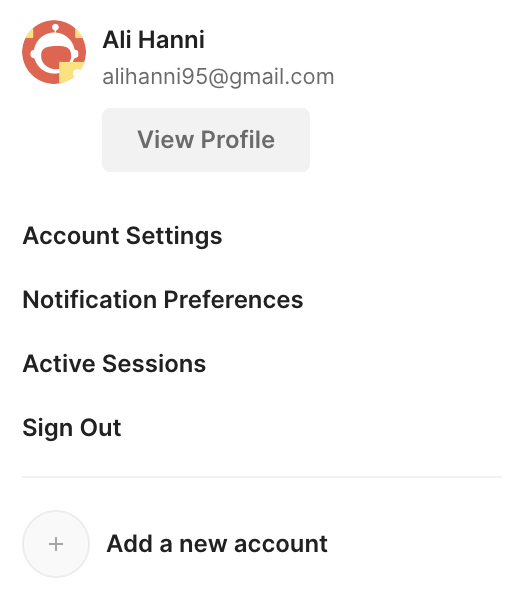 Ali Hanni
alihanni95@gmail.com
View Profile
Account Settings
Notification Preferences
Active Sessions
Sign Out
Add a new account